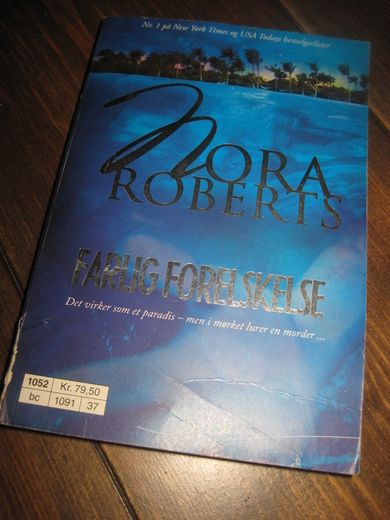 Nr. 1 på New York Times og USA Todays bestselgerlister
NORA
ROBERTS
FARLIG FORELSKELSE
Det virker som et paradis – men i mørket lurer en morder ...
1052 Kr. 79,50
bc 1091 37